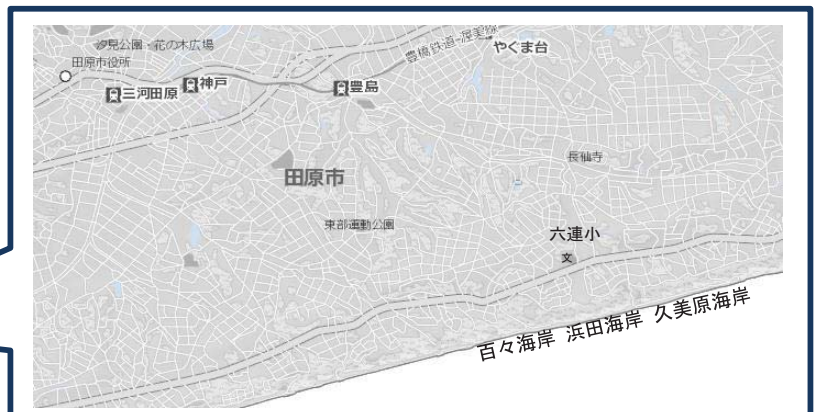 汐見公園・花の木広場
田原市役所
三河田原
神戸
豊島
豊橋鉄道-渥美線
やぐま台
長仙寺
田原市
東部運動公園
六連小
文
百々海岸 浜田海岸 久美原海岸